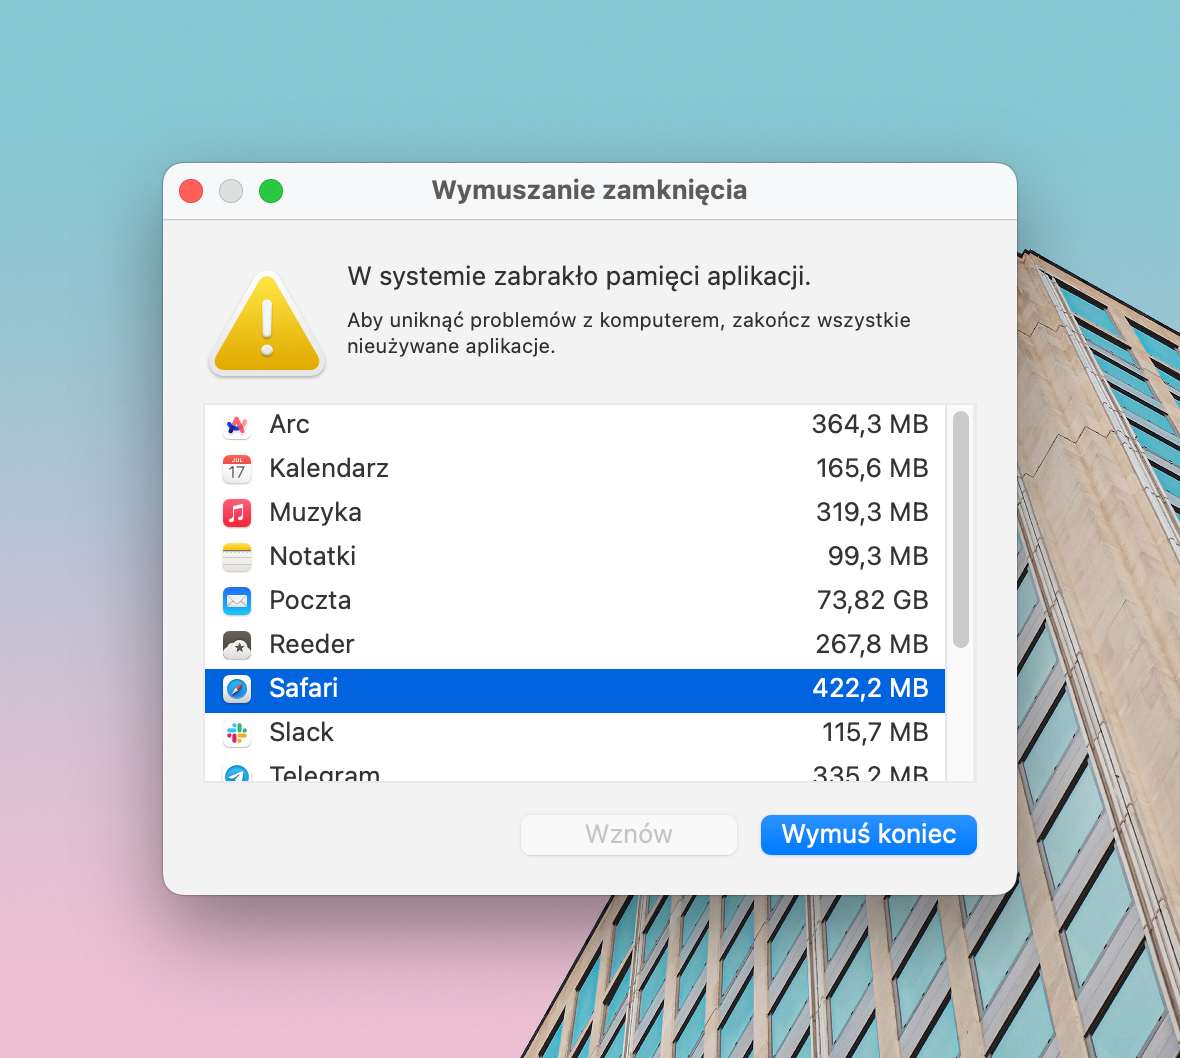 Wymuszanie zamknięcia
W systemie zabrakło pamięci aplikacji.
Aby uniknąć problemów z komputerem, zakończ wszystkie
nieużywane aplikacje.
Arc 364,3 MB
JUL
17
Kalendarz 165,6 MB
Muzyka 319,3 MB
Notatki 99,3 MB
Poczta 73,82 GB
Reeder 267,8 MB
Safari 422,2 MB
Slack 115,7 MB
Telegram 335,2 MB
Wznów
Wymuś koniec